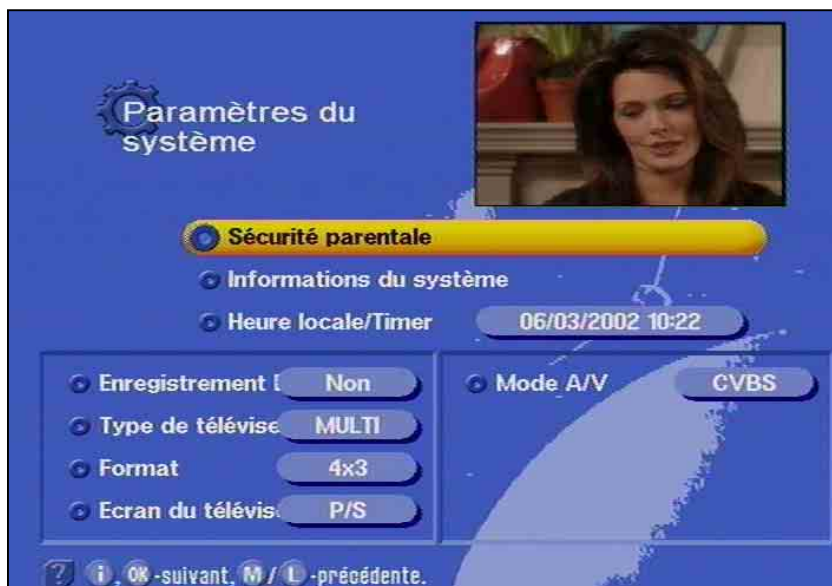 Paramètres du
système
Sécurité parentale
Informations du système
Heure locale/Timer 06/03/2002 10:22
Enregistrement Non
Type de télévise MULTI
Format 4x3
Ecran du télévis P/S
Mode A/V CVBS
? i, OK -suivant, M / L -précédente.